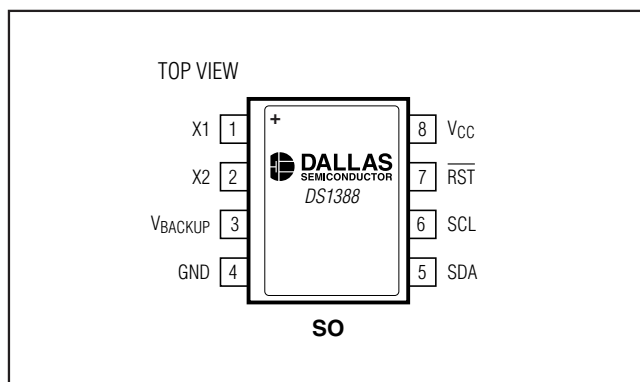 TOP VIEW
X1 1
X2 2
VBACKUP 3
GND 4
+
DALLAS
SEMICONDUCTOR
DS1388
8 VCC
7 R̅S̅T̅
6 SCL
5 SDA
SO